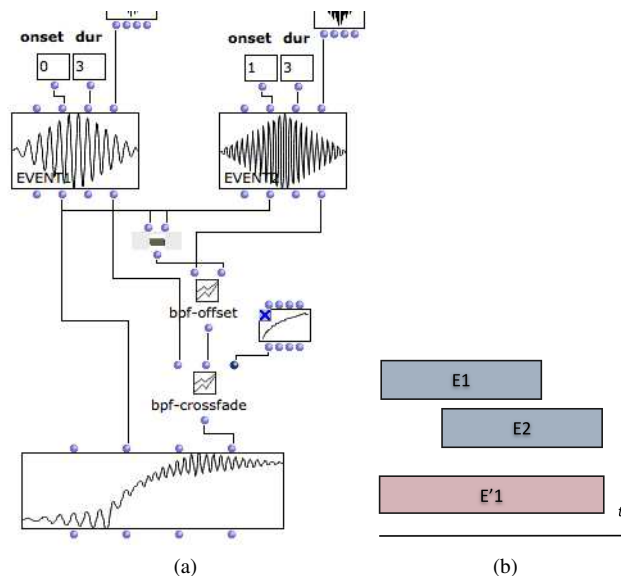 onset dur
0 3
onset dur
1 3
EVENT1
EVENT2
bpf-offset
bpf-crossfade
(a)
E1
E2
E'1
t
(b)